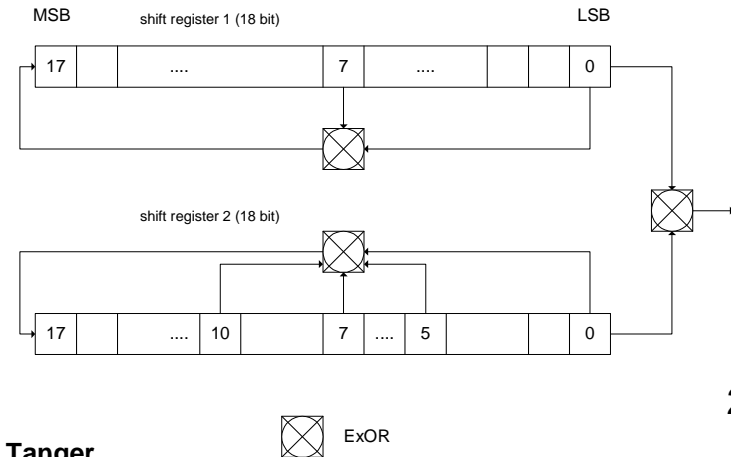 MSB
shift register 1 (18 bit)
LSB
17 .... 7 .... 0
shift register 2 (18 bit)
17 .... 10 7 .... 5 0
ExOR
Tanger